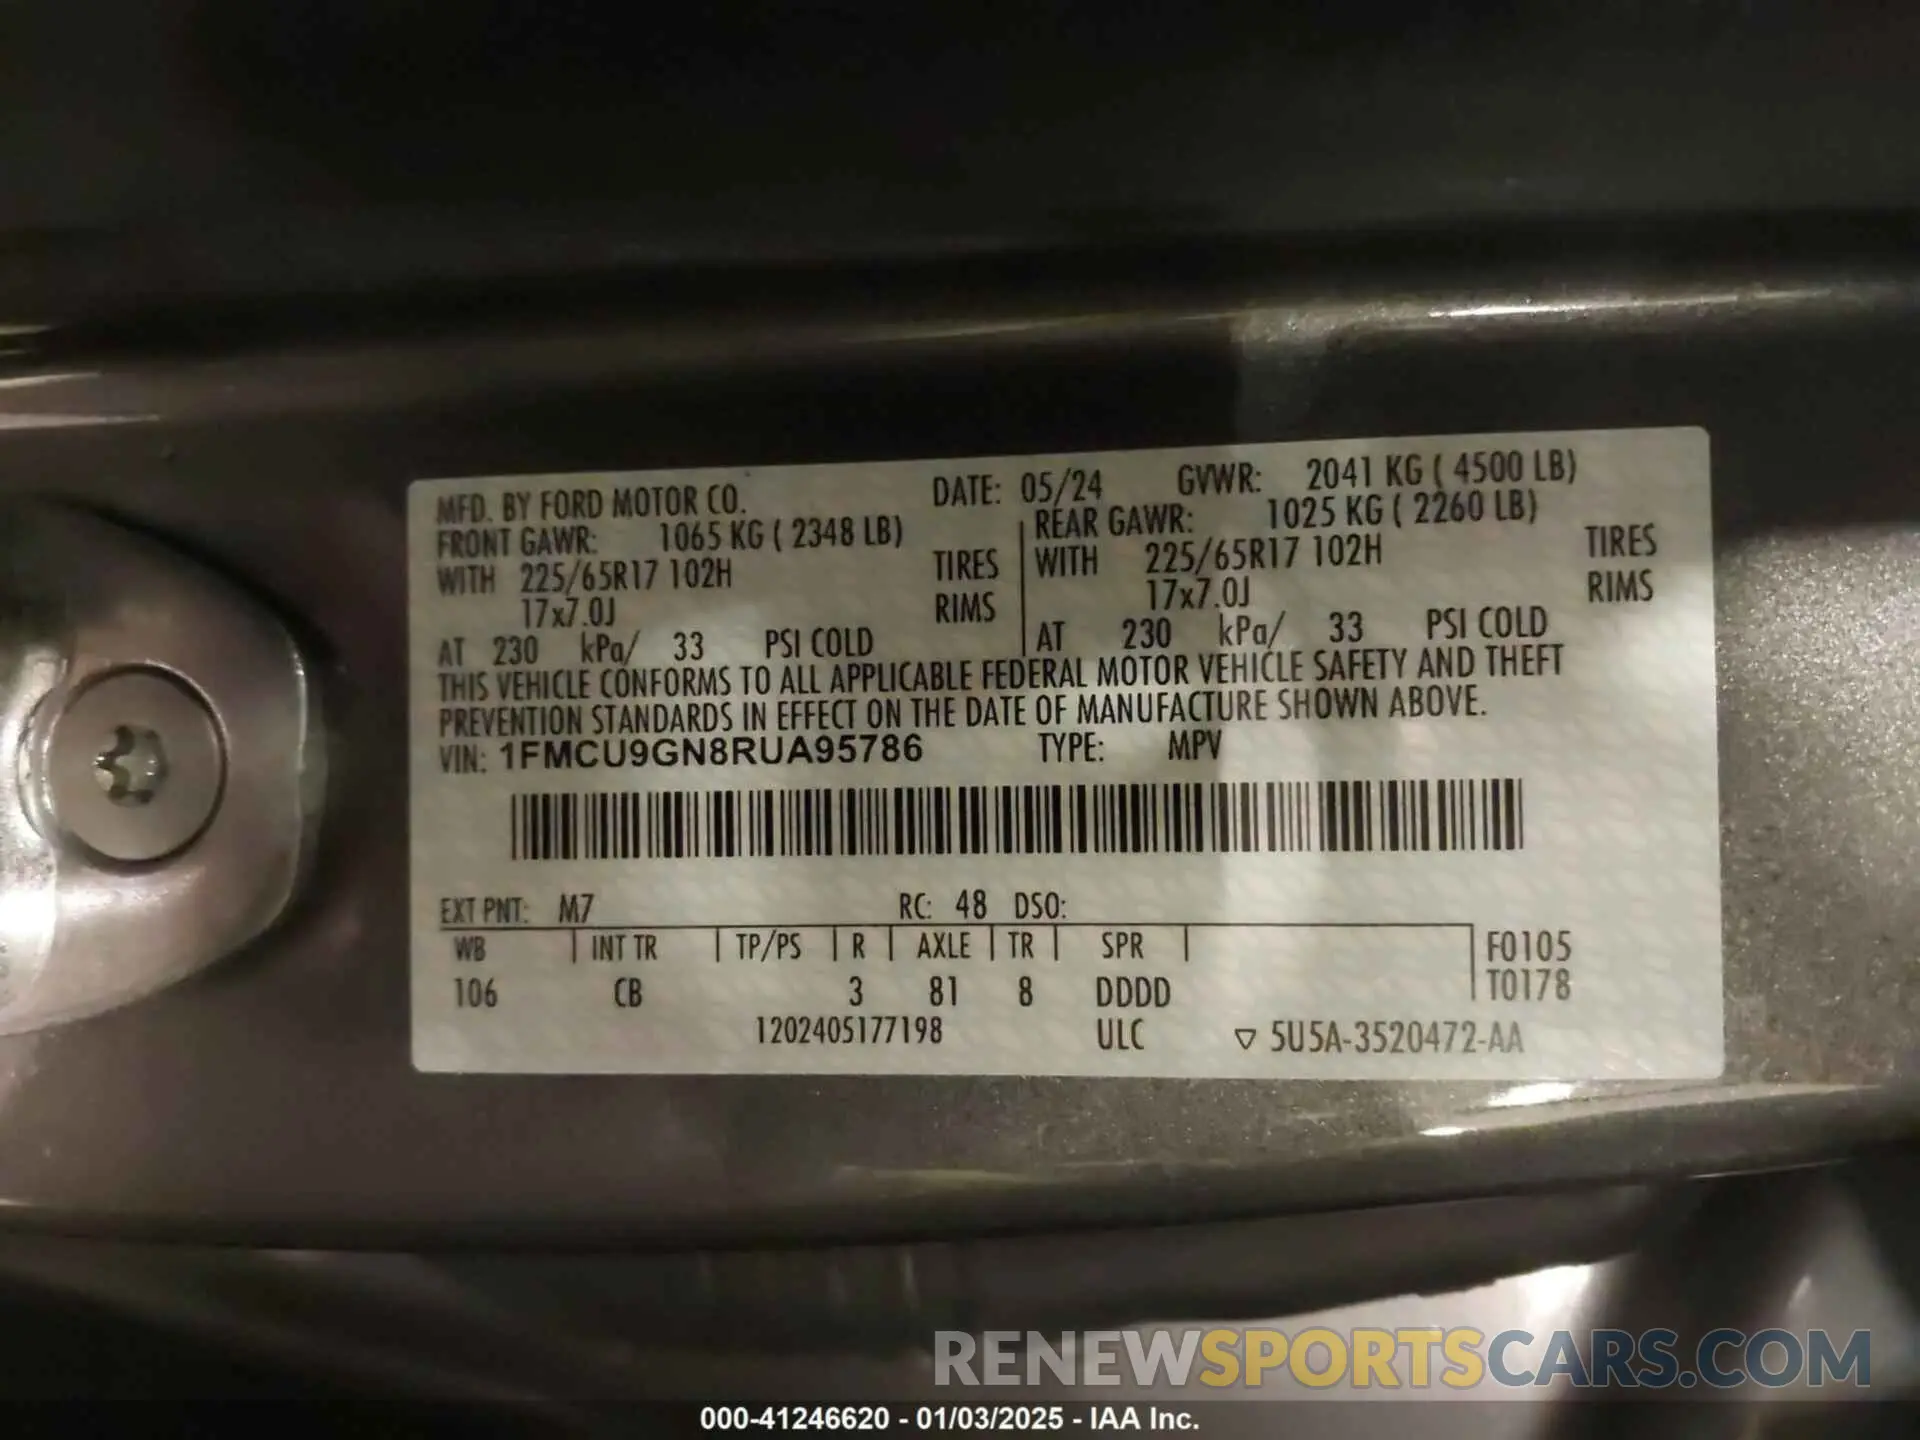 MFD. BY FORD MOTOR CO. DATE: 05/24 GVWR: 2041 KG ( 4500 LB)
FRONT GAWR: 1065 KG ( 2348 LB) REAR GAWR: 1025 KG ( 2260 LB)
WITH 225/65R17 102H TIRES WITH 225/65R17 102H TIRES
17x7.0J RIMS 17x7.0J RIMS
AT 230 kPa/ 33 PSI COLD AT 230 kPa/ 33 PSI COLD
THIS VEHICLE CONFORMS TO ALL APPLICABLE FEDERAL MOTOR VEHICLE SAFETY AND THEFT
PREVENTION STANDARDS IN EFFECT ON THE DATE OF MANUFACTURE SHOWN ABOVE.
VIN: 1FMCU9GN8RUA95786 TYPE: MPV
EXT PNT: M7 RC: 48 DSO:
WB INT TR TP/PS R AXLE TR SPR F0105
106 CB 3 81 8 DDDD T0178
1202405177198 ULC ▽ 5U5A-3520472-AA
RENEWSPORTSCARS.COM
000-41246620 - 01/03/2025 - IAA Inc.